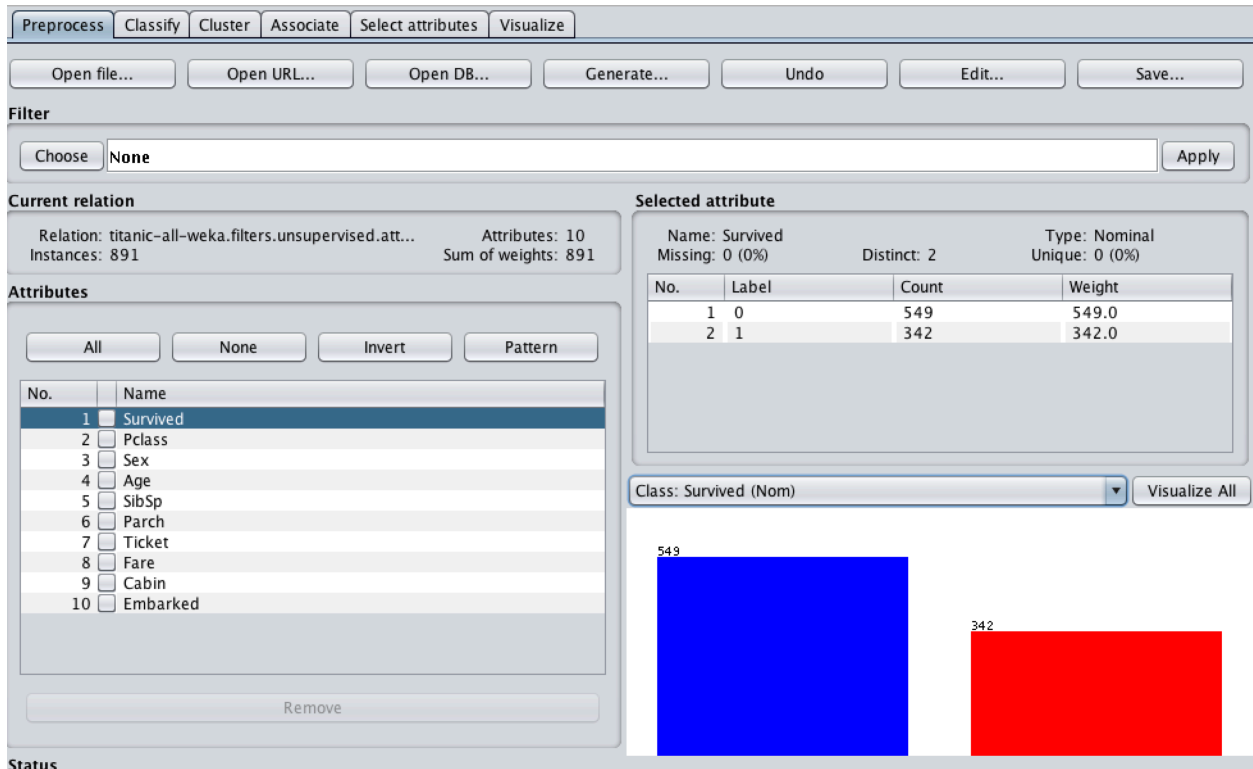 Preprocess Classify Cluster Associate Select attributes Visualize
Open file... Open URL... Open DB... Generate... Undo Edit... Save...
Filter
Choose None Apply
Current relation
Relation: titanic-all-weka.filters.unsupervised.att... Attributes: 10
Instances: 891 Sum of weights: 891
Attributes
All None Invert Pattern
No. Name
1 Survived
2 Pclass
3 Sex
4 Age
5 SibSp
6 Parch
7 Ticket
8 Fare
9 Cabin
10 Embarked
Remove
Selected attribute
Name: Survived Type: Nominal
Missing: 0 (0%) Distinct: 2 Unique: 0 (0%)
No. Label Count Weight
1 0 549 549.0
2 1 342 342.0
Class: Survived (Nom) Visualize All
549
342
Status